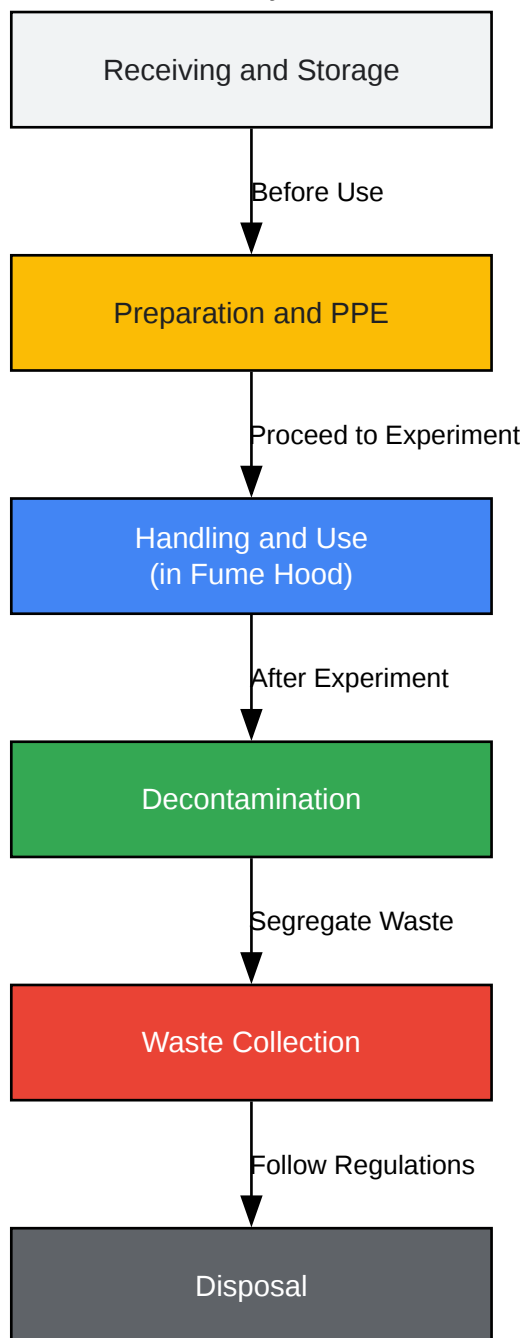 Receiving and Storage
Before Use
Preparation and PPE
Proceed to Experiment
Handling and Use
(in Fume Hood)
After Experiment
Decontamination
Segregate Waste
Waste Collection
Follow Regulations
Disposal